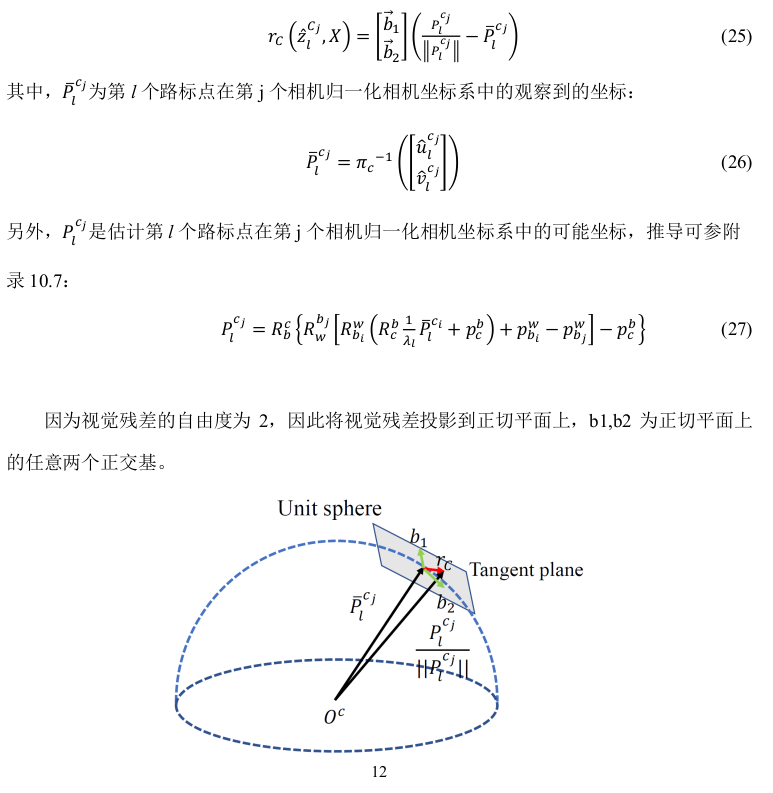 $r_C\left(\hat{z}_l^{c_j}, X\right) = \begin{bmatrix} \vec{b}_1 \\ \vec{b}_2 \end{bmatrix} \left( \frac{P_l^{c_j}}{\left\| P_l^{c_j} \right\|} - \bar{P}_l^{c_j} \right)$ (25)
其中，$\bar{P}_l^{c_j}$为第 l 个路标点在第 j 个相机归一化相机坐标系中的观察到的坐标：
$\bar{P}_l^{c_j} = \pi_c^{-1} \left( \begin{bmatrix} \hat{u}_l^{c_j} \\ \hat{v}_l^{c_j} \end{bmatrix} \right)$ (26)
另外，$P_l^{c_j}$是估计第 l 个路标点在第 j 个相机归一化相机坐标系中的可能坐标，推导可参附
录 10.7：
$P_l^{c_j} = R_b^c \left\{ R_w^{b_j} \left[ R_{b_i}^w \left( R_c^b \frac{1}{\lambda_l} \bar{P}_l^{c_i} + p_c^b \right) + p_{b_i}^w - p_{b_j}^w \right] - p_c^b \right\}$ (27)
因为视觉残差的自由度为 2，因此将视觉残差投影到正切平面上，b1,b2 为正切平面上
的任意两个正交基。
Unit sphere
$b_1$
$r_C$
Tangent plane
$\bar{P}_l^{c_j}$
$b_2$
$\frac{P_l^{c_j}}{||P_l^{c_j}||}$
$O^c$
12